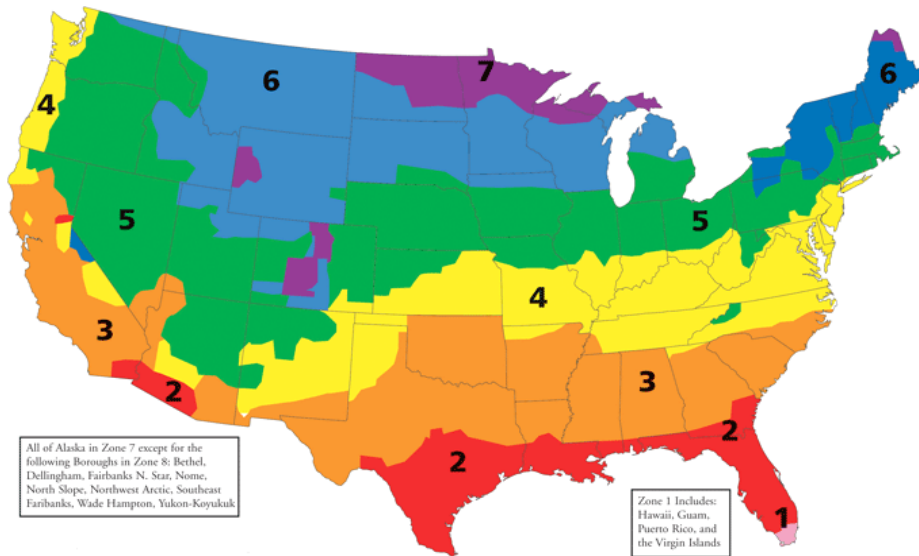 7
6
6
4
5
5
4
3
3
2
2
2
1
All of Alaska in Zone 7 except for the
following Boroughs in Zone 8: Bethel,
Dellingham, Fairbanks N. Star, Nome,
North Slope, Northwest Arctic, Southeast
Faribanks, Wade Hampton, Yukon-Koyukuk
Zone 1 Includes:
Hawaii, Guam,
Puerto Rico, and
the Virgin Islands